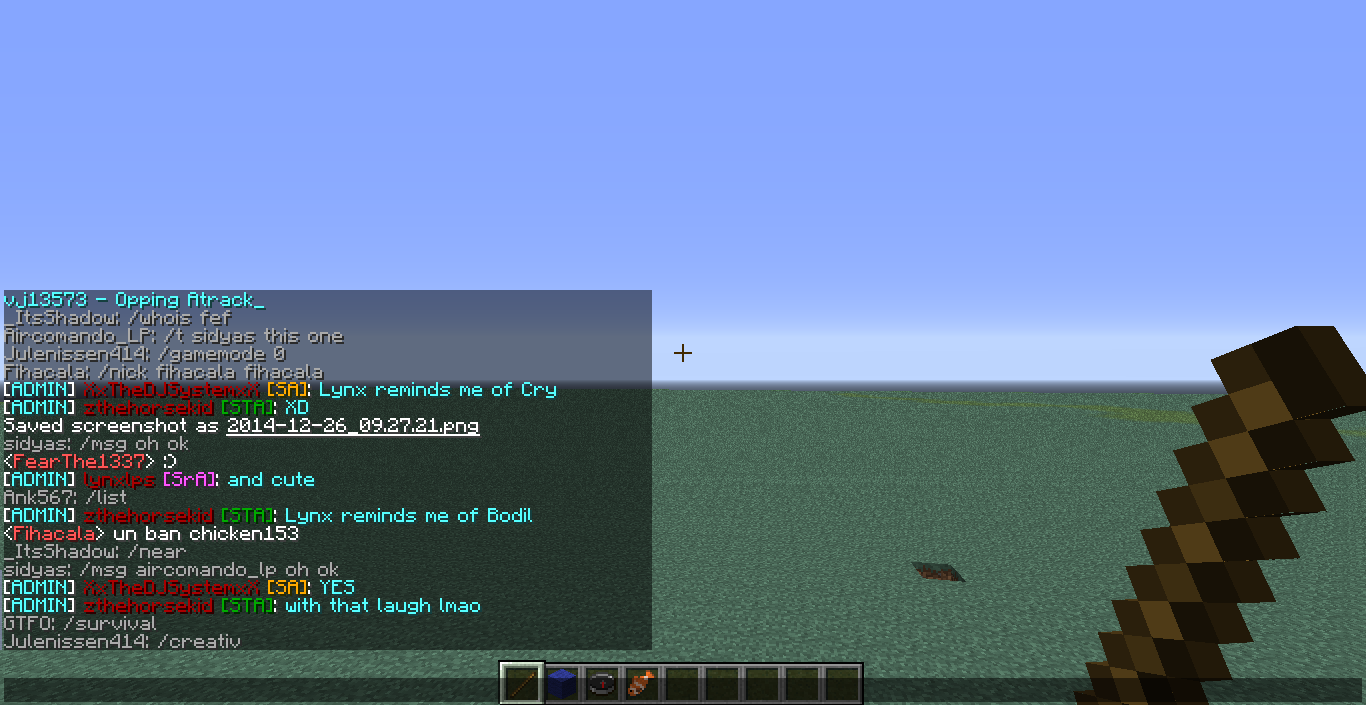 vj13573 - Opping Atrack_
_ItsShadow: /whois fef
Aircomando_LP: /t sidyas this one
Julenissen414: /gamemode 0
Fihacala: /nick fihacala fihacala
[ADMIN] XxTheDJSystemxX [SA]: Lynx reminds me of Cry
[ADMIN] zthehorsekid [STA]: XD
Saved screenshot as 2014-12-26_09.27.21.png
sidyas: /msg oh ok
<FearThe1337> :)
[ADMIN] lynxlps [SrA]: and cute
Ank567: /list
[ADMIN] zthehorsekid [STA]: Lynx reminds me of Bodil
<Fihacala> un ban chicken153
_ItsShadow: /near
sidyas: /msg aircomando_lp oh ok
[ADMIN] XxTheDJSystemxX [SA]: YES
[ADMIN] zthehorsekid [STA]: with that laugh lmao
GTFO: /survival
Julenissen414: /creativ